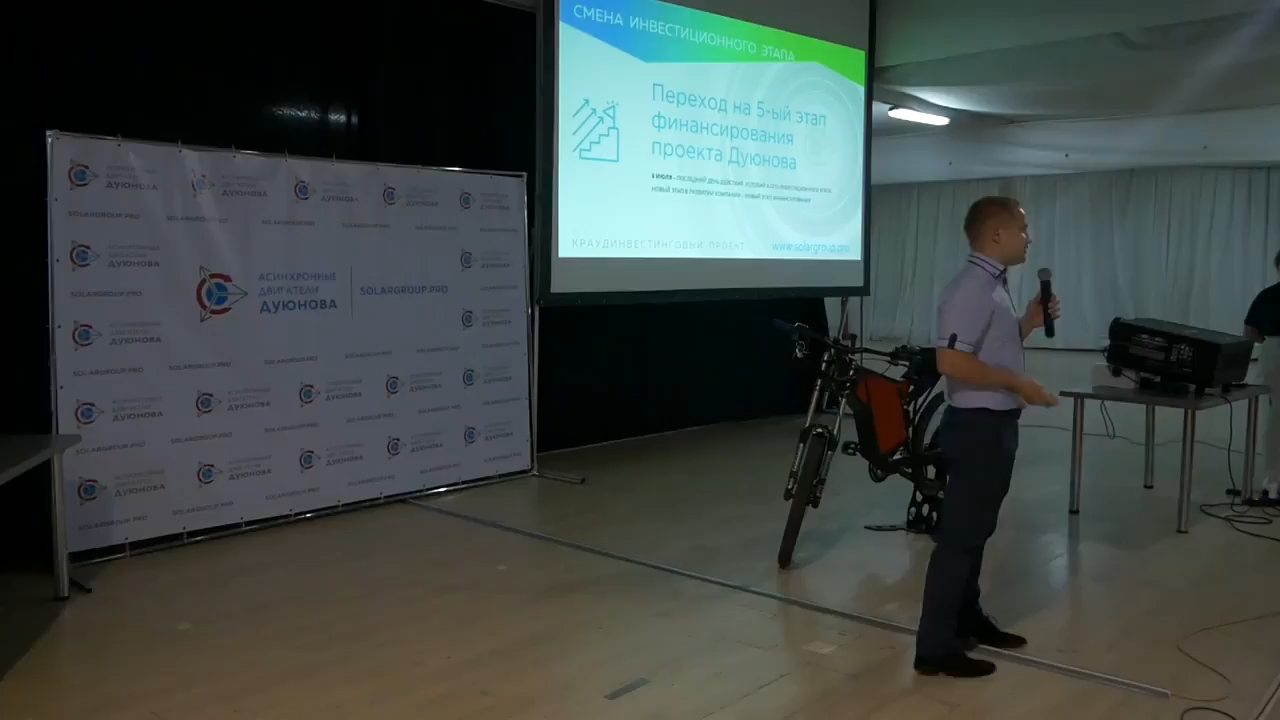 СМЕНА ИНВЕСТИЦИОННОГО ЭТАПА
Переход на 5-ый этап
финансирования
проекта Дуюнова
КРАУДИНВЕСТИНГОВЫЙ ПРОЕКТ
www.solargroup.pro
АСИНХРОННЫЕ
ДВИГАТЕЛИ
ДУЮНОВА
SOLARGROUP.PRO